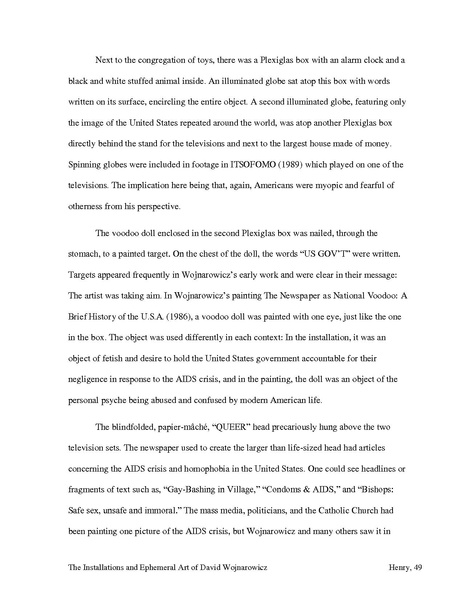 Next to the congregation of toys, there was a Plexiglas box with an alarm clock and a
black and white stuffed animal inside. An illuminated globe sat atop this box with words
written on its surface, encircling the entire object. A second illuminated globe, featuring only
the image of the United States repeated around the world, was atop another Plexiglas box
directly behind the stand for the televisions and next to the largest house made of money.
Spinning globes were included in footage in ITSOFOMO (1989) which played on one of the
televisions. The implication here being that, again, Americans were myopic and fearful of
otherness from his perspective.
The voodoo doll enclosed in the second Plexiglas box was nailed, through the
stomach, to a painted target. On the chest of the doll, the words “US GOV’T” were written.
Targets appeared frequently in Wojnarowicz’s early work and were clear in their message:
The artist was taking aim. In Wojnarowicz’s painting The Newspaper as National Voodoo: A
Brief History of the U.S.A. (1986), a voodoo doll was painted with one eye, just like the one
in the box. The object was used differently in each context: In the installation, it was an
object of fetish and desire to hold the United States government accountable for their
negligence in response to the AIDS crisis, and in the painting, the doll was an object of the
personal psyche being abused and confused by modern American life.
The blindfolded, papier-mâché, “QUEER” head precariously hung above the two
television sets. The newspaper used to create the larger than life-sized head had articles
concerning the AIDS crisis and homophobia in the United States. One could see headlines or
fragments of text such as, “Gay-Bashing in Village,” “Condoms & AIDS,” and “Bishops:
Safe sex, unsafe and immoral.” The mass media, politicians, and the Catholic Church had
been painting one picture of the AIDS crisis, but Wojnarowicz and many others saw it in
The Installations and Ephemeral Art of David Wojnarowicz
Henry, 49